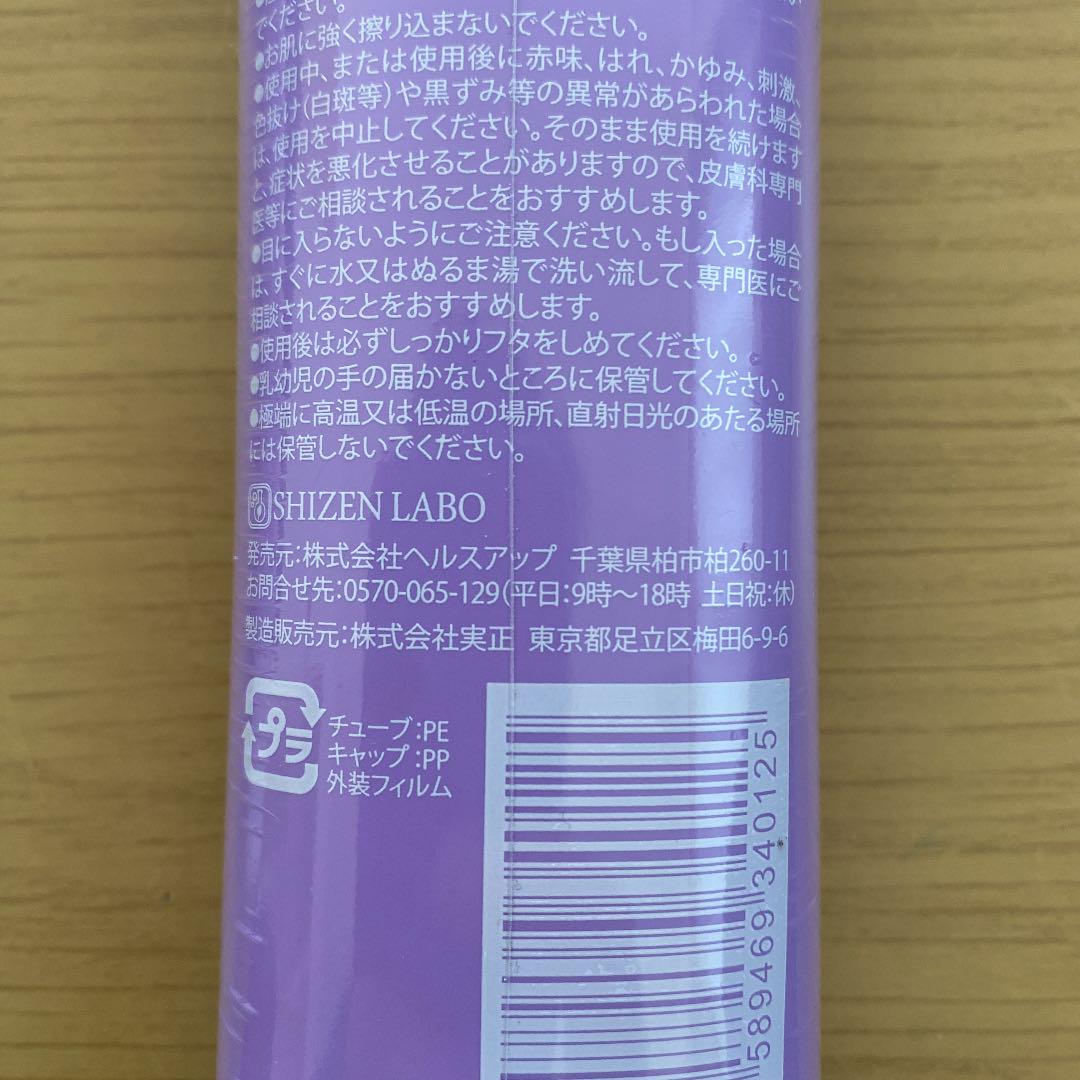 でください。
●お肌に強く擦り込まないでください。
●使用中、または使用後に赤味、はれ、かゆみ、刺激、
色抜け(白斑等)や黒ずみ等の異常があらわれた場合
は、使用を中止してください。そのまま使用を続けます
と、症状を悪化させることがありますので、皮膚科専門
医等にご相談されることをおすすめします。
●目に入らないようにご注意ください。もし入った場合
は、すぐに水又はぬるま湯で洗い流して、専門医にご
相談されることをおすすめします。
●使用後は必ずしっかりフタをしめてください。
●乳幼児の手の届かないところに保管してください。
●極端に高温又は低温の場所、直射日光のあたる場所
には保管しないでください。
SHIZEN LABO
発売元:株式会社ヘルスアップ 千葉県柏市柏260-11
お問合せ先:0570-065-129(平日:9時〜18時 土日祝:休)
製造販売元:株式会社実正 東京都足立区梅田6-9-6
プラ
チューブ:PE
キャップ:PP
外装フィルム
589469 340125